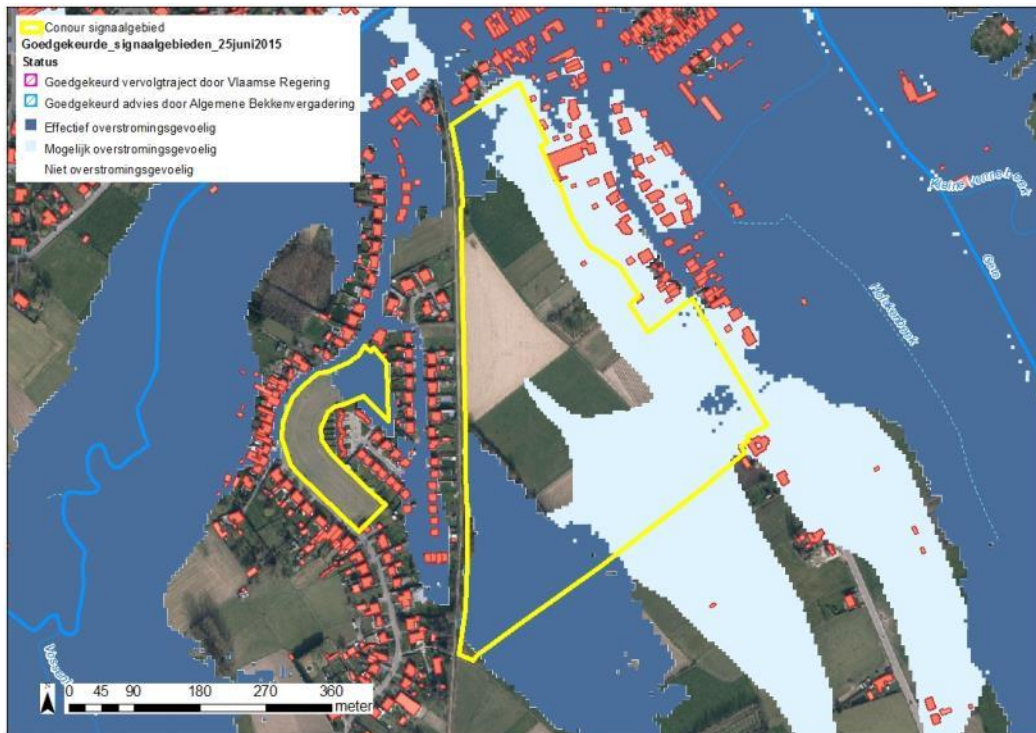 Conour signaalgebied
Goedgekeurde_signaalgebieden_25juni2015
Status
Goedgekeurd vervolgtraject door Vlaamse Regering
Goedgekeurd advies door Algemene Bekkenvergadering
Effectief overstromingsgevoelig
Mogelijk overstromingsgevoelig
Niet overstromingsgevoelig
0 45 90 180 270 360
meter